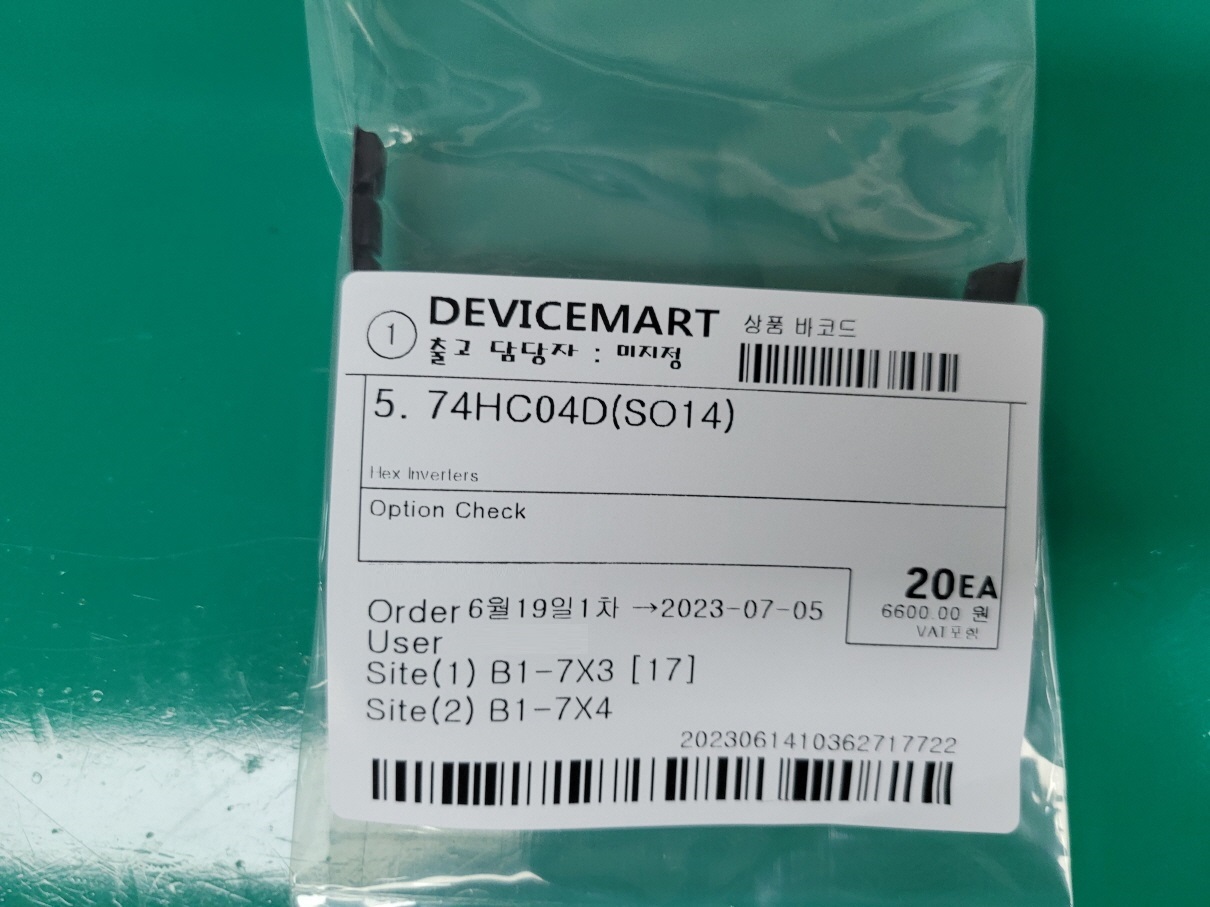 ① DEVICEMART 상품 바코드
출고 담당자 : 미지정
5. 74HC04D(SO14)
Hex Inverters
Option Check
20EA
6600.00 원
VAT포함
Order 6월19일1차 →2023-07-05
User
Site(1) B1-7X3 [17]
Site(2) B1-7X4
2023061410362717722